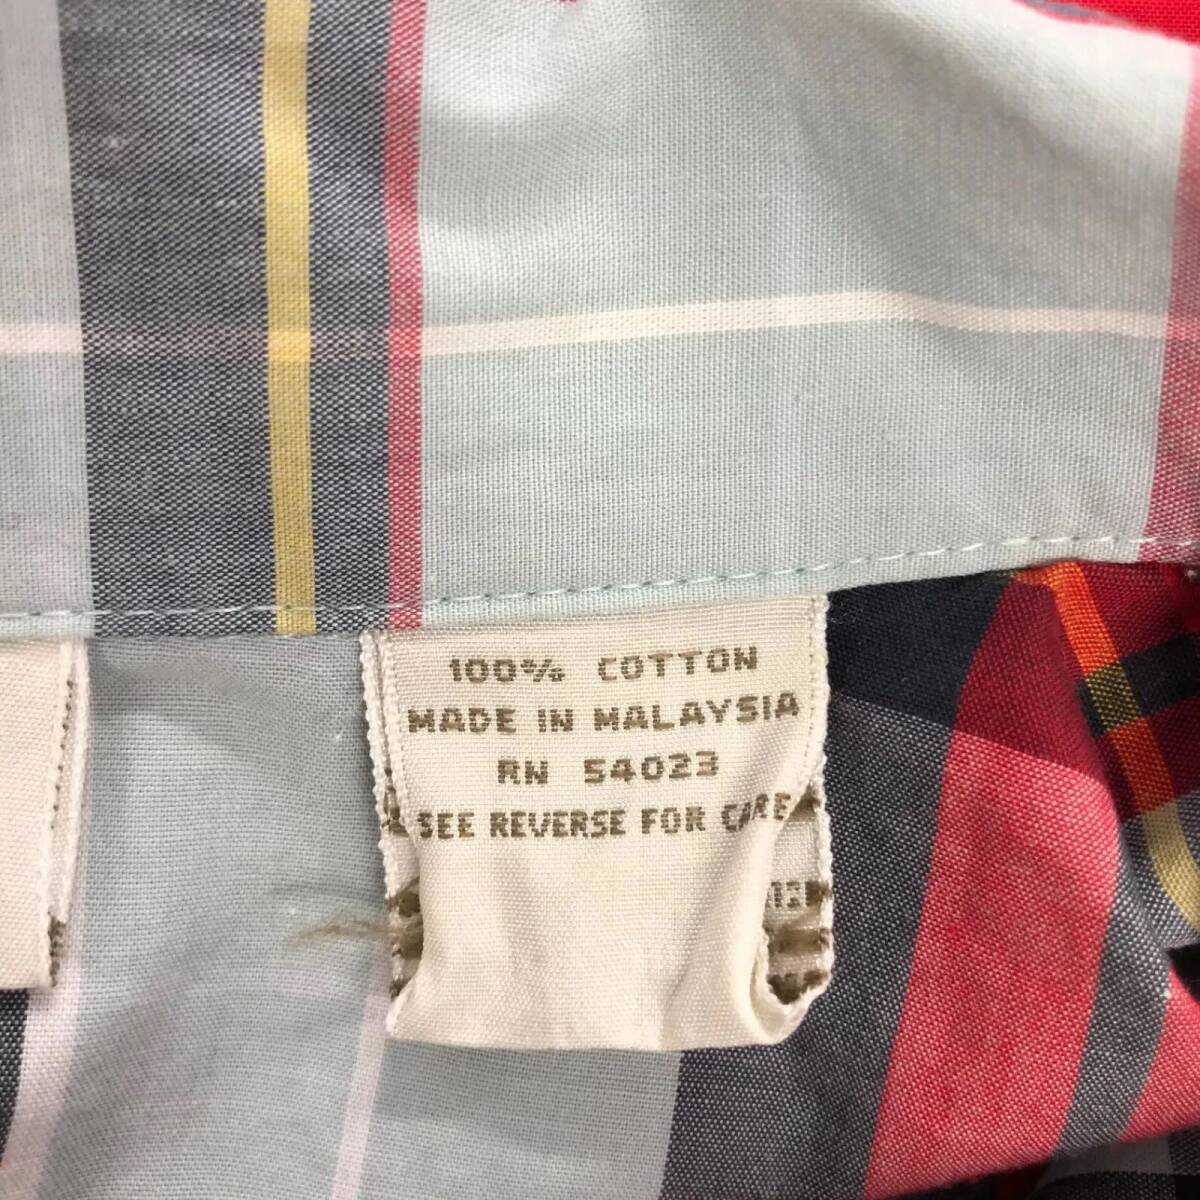 100% COTTON
MADE IN MALAYSIA
RN 54023
SEE REVERSE FOR CARE